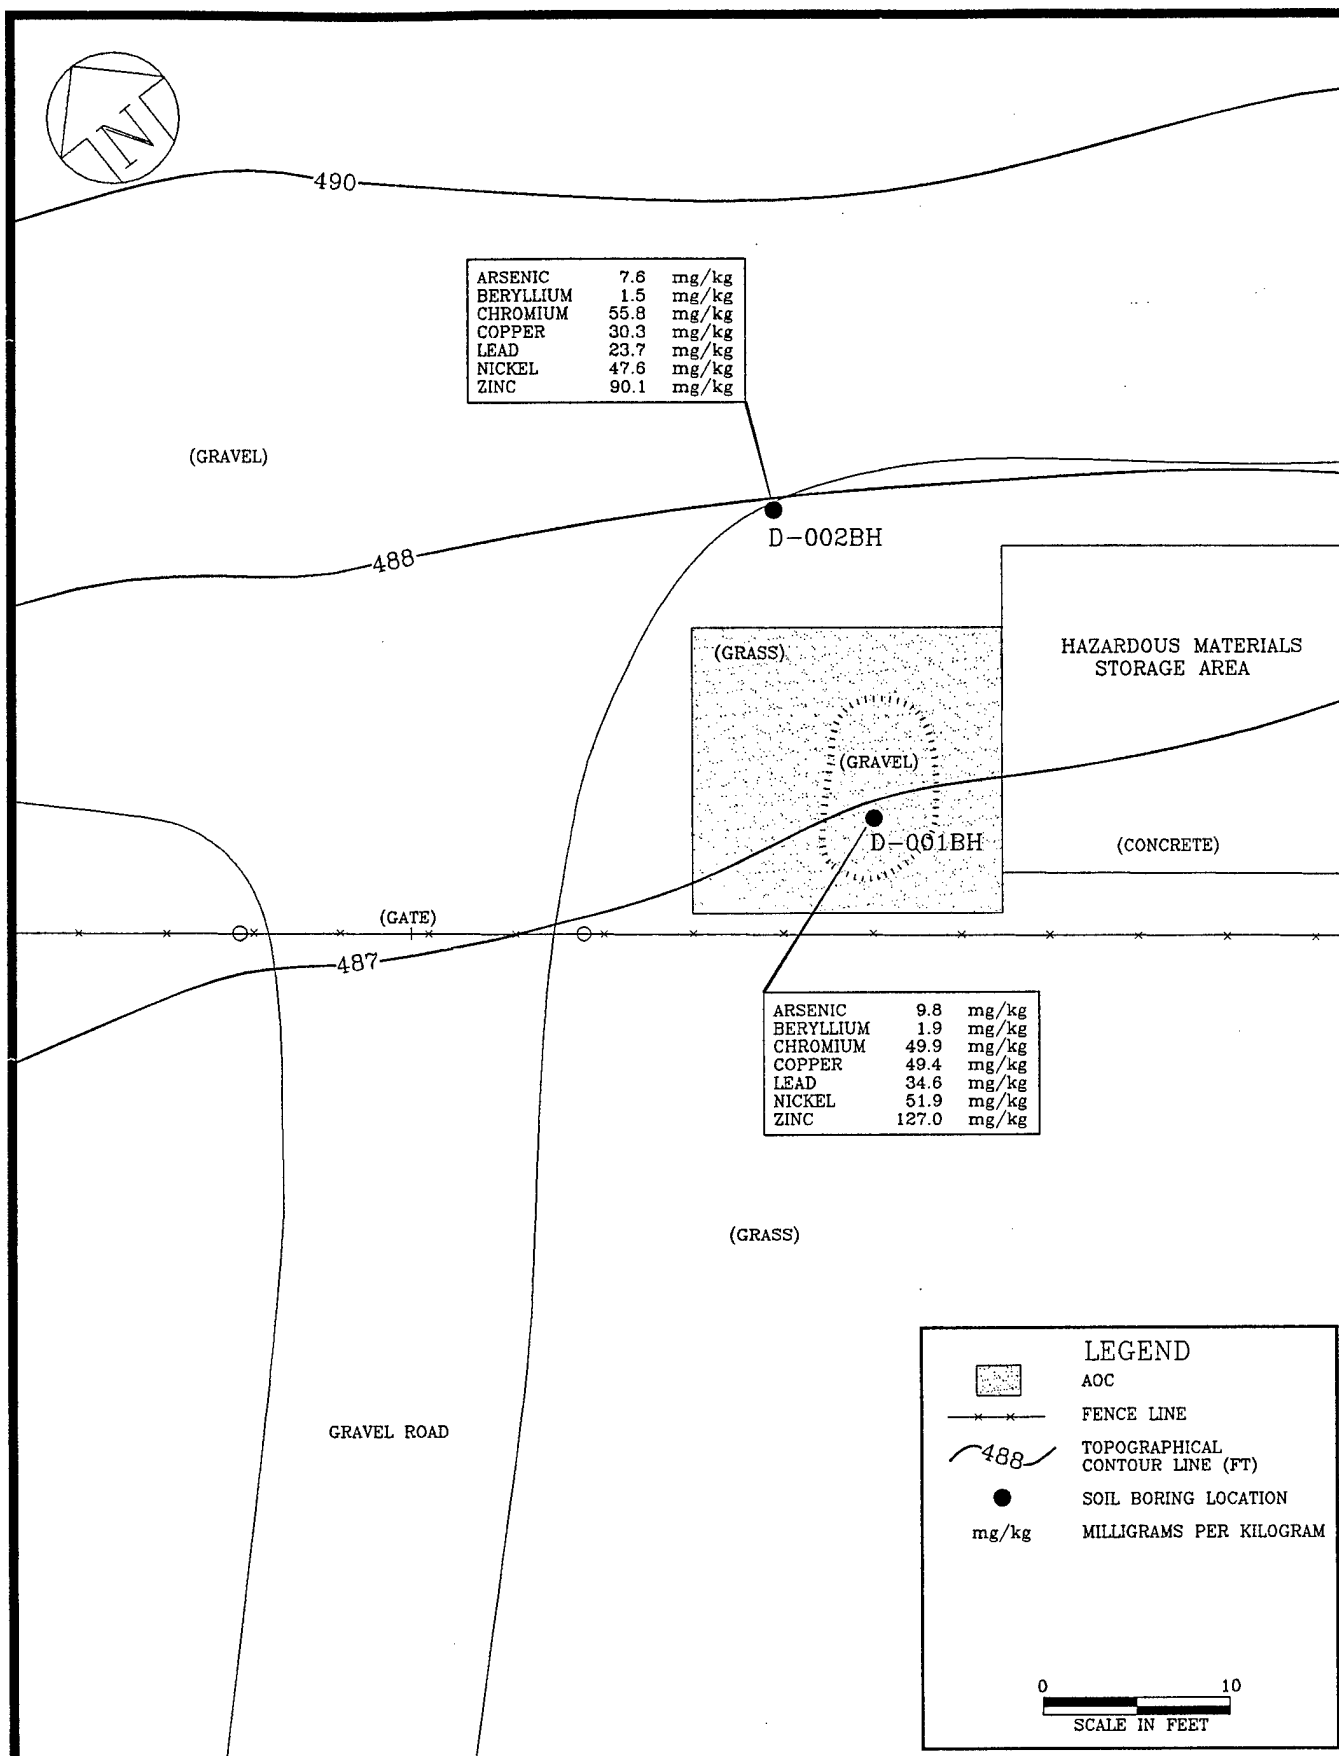 N
490
ARSENIC 7.6 mg/kg
BERYLLIUM 1.5 mg/kg
CHROMIUM 55.8 mg/kg
COPPER 30.3 mg/kg
LEAD 23.7 mg/kg
NICKEL 47.6 mg/kg
ZINC 90.1 mg/kg
(GRAVEL)
D-002BH
488
(GRASS)
HAZARDOUS MATERIALS
STORAGE AREA
(GRAVEL)
D-001BH
(CONCRETE)
(GATE)
487
ARSENIC 9.8 mg/kg
BERYLLIUM 1.9 mg/kg
CHROMIUM 49.9 mg/kg
COPPER 49.4 mg/kg
LEAD 34.6 mg/kg
NICKEL 51.9 mg/kg
ZINC 127.0 mg/kg
(GRASS)
GRAVEL ROAD
LEGEND
AOC
FENCE LINE
488 TOPOGRAPHICAL
CONTOUR LINE (FT)
SOIL BORING LOCATION
mg/kg MILLIGRAMS PER KILOGRAM
0 10
SCALE IN FEET